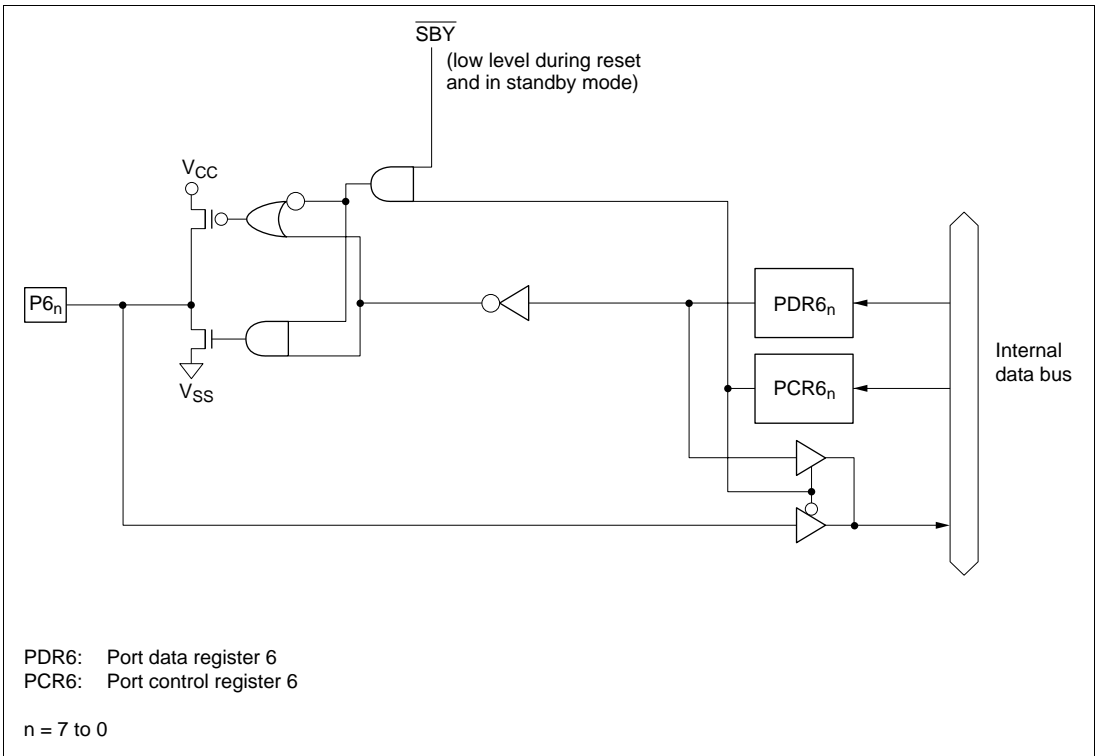 SBY
(low level during reset
and in standby mode)
VCC
P6n
VSS
PDR6n
PCR6n
Internal
data bus
PDR6: Port data register 6
PCR6: Port control register 6
n = 7 to 0